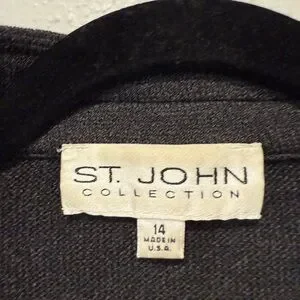 ST. JOHN
COLLECTION
14
MADE IN
U.S.A.